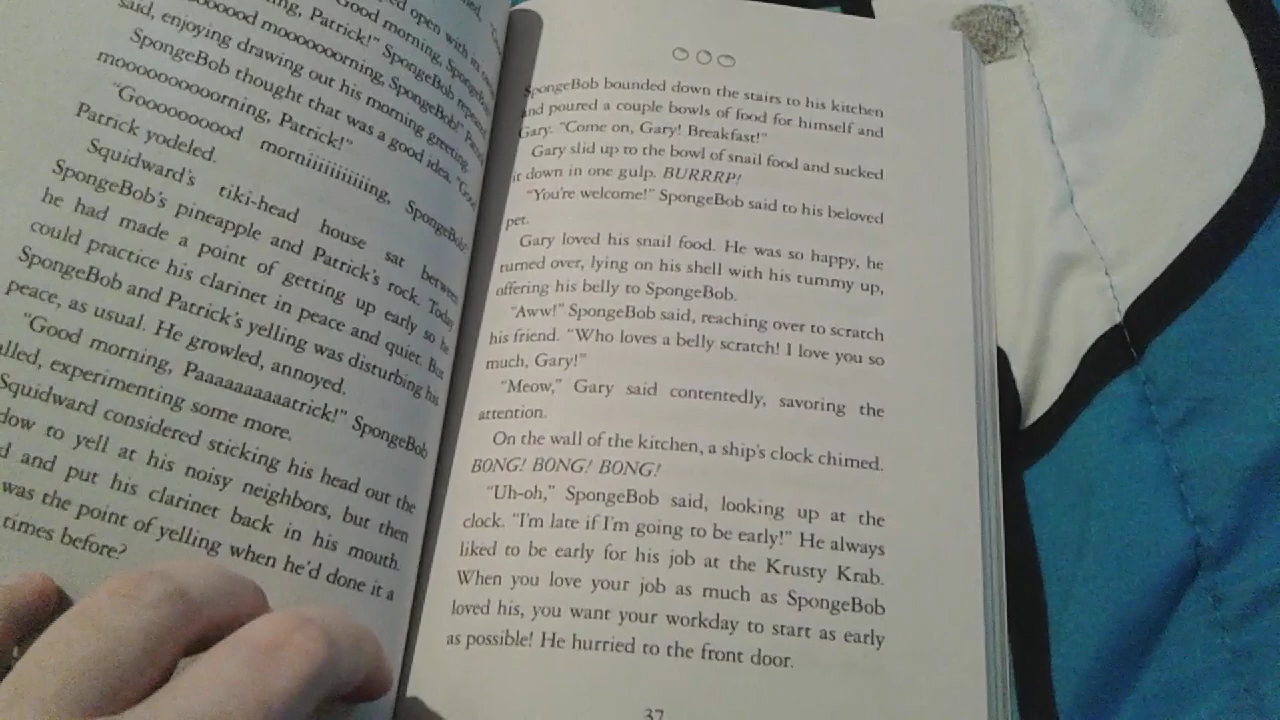 ed open with its
Good morning, SpongeBob
ing, Patrick!" SpongeBob
mooooooorning, SpongeBob!"
said, enjoying drawing out his morning greeting.
SpongeBob thought that was a good idea. "Good
mooooooooorning, Patrick!"
"Gooooooood morniiiiiiiiiiing, SpongeBob!"
Patrick yodeled.
Squidward's tiki-head house sat between
SpongeBob's pineapple and Patrick's rock. Today
he had made a point of getting up early so he
could practice his clarinet in peace and quiet. But
SpongeBob and Patrick's yelling was disturbing his
peace, as usual. He growled, annoyed.
"Good morning, Paaaaaaaaatrick!" SpongeBob
alled, experimenting some more.
Squidward considered sticking his head out the
dow to yell at his noisy neighbors, but then
d and put his clarinet back in his mouth.
was the point of yelling when he'd done it a
times before?
SpongeBob bounded down the stairs to his kitchen
and poured a couple bowls of food for himself and
Gary. "Come on, Gary! Breakfast!"
Gary slid up to the bowl of snail food and sucked
it down in one gulp. BURRRP!
"You're welcome!" SpongeBob said to his beloved
pet.
Gary loved his snail food. He was so happy, he
turned over, lying on his shell with his tummy up,
offering his belly to SpongeBob.
"Aww!" SpongeBob said, reaching over to scratch
his friend. "Who loves a belly scratch! I love you so
much, Gary!"
"Meow," Gary said contentedly, savoring the
attention.
On the wall of the kitchen, a ship's clock chimed.
BONG! BONG! BONG!
"Uh-oh," SpongeBob said, looking up at the
clock. "I'm late if I'm going to be early!" He always
liked to be early for his job at the Krusty Krab.
When you love your job as much as SpongeBob
loved his, you want your workday to start as early
as possible! He hurried to the front door.
37